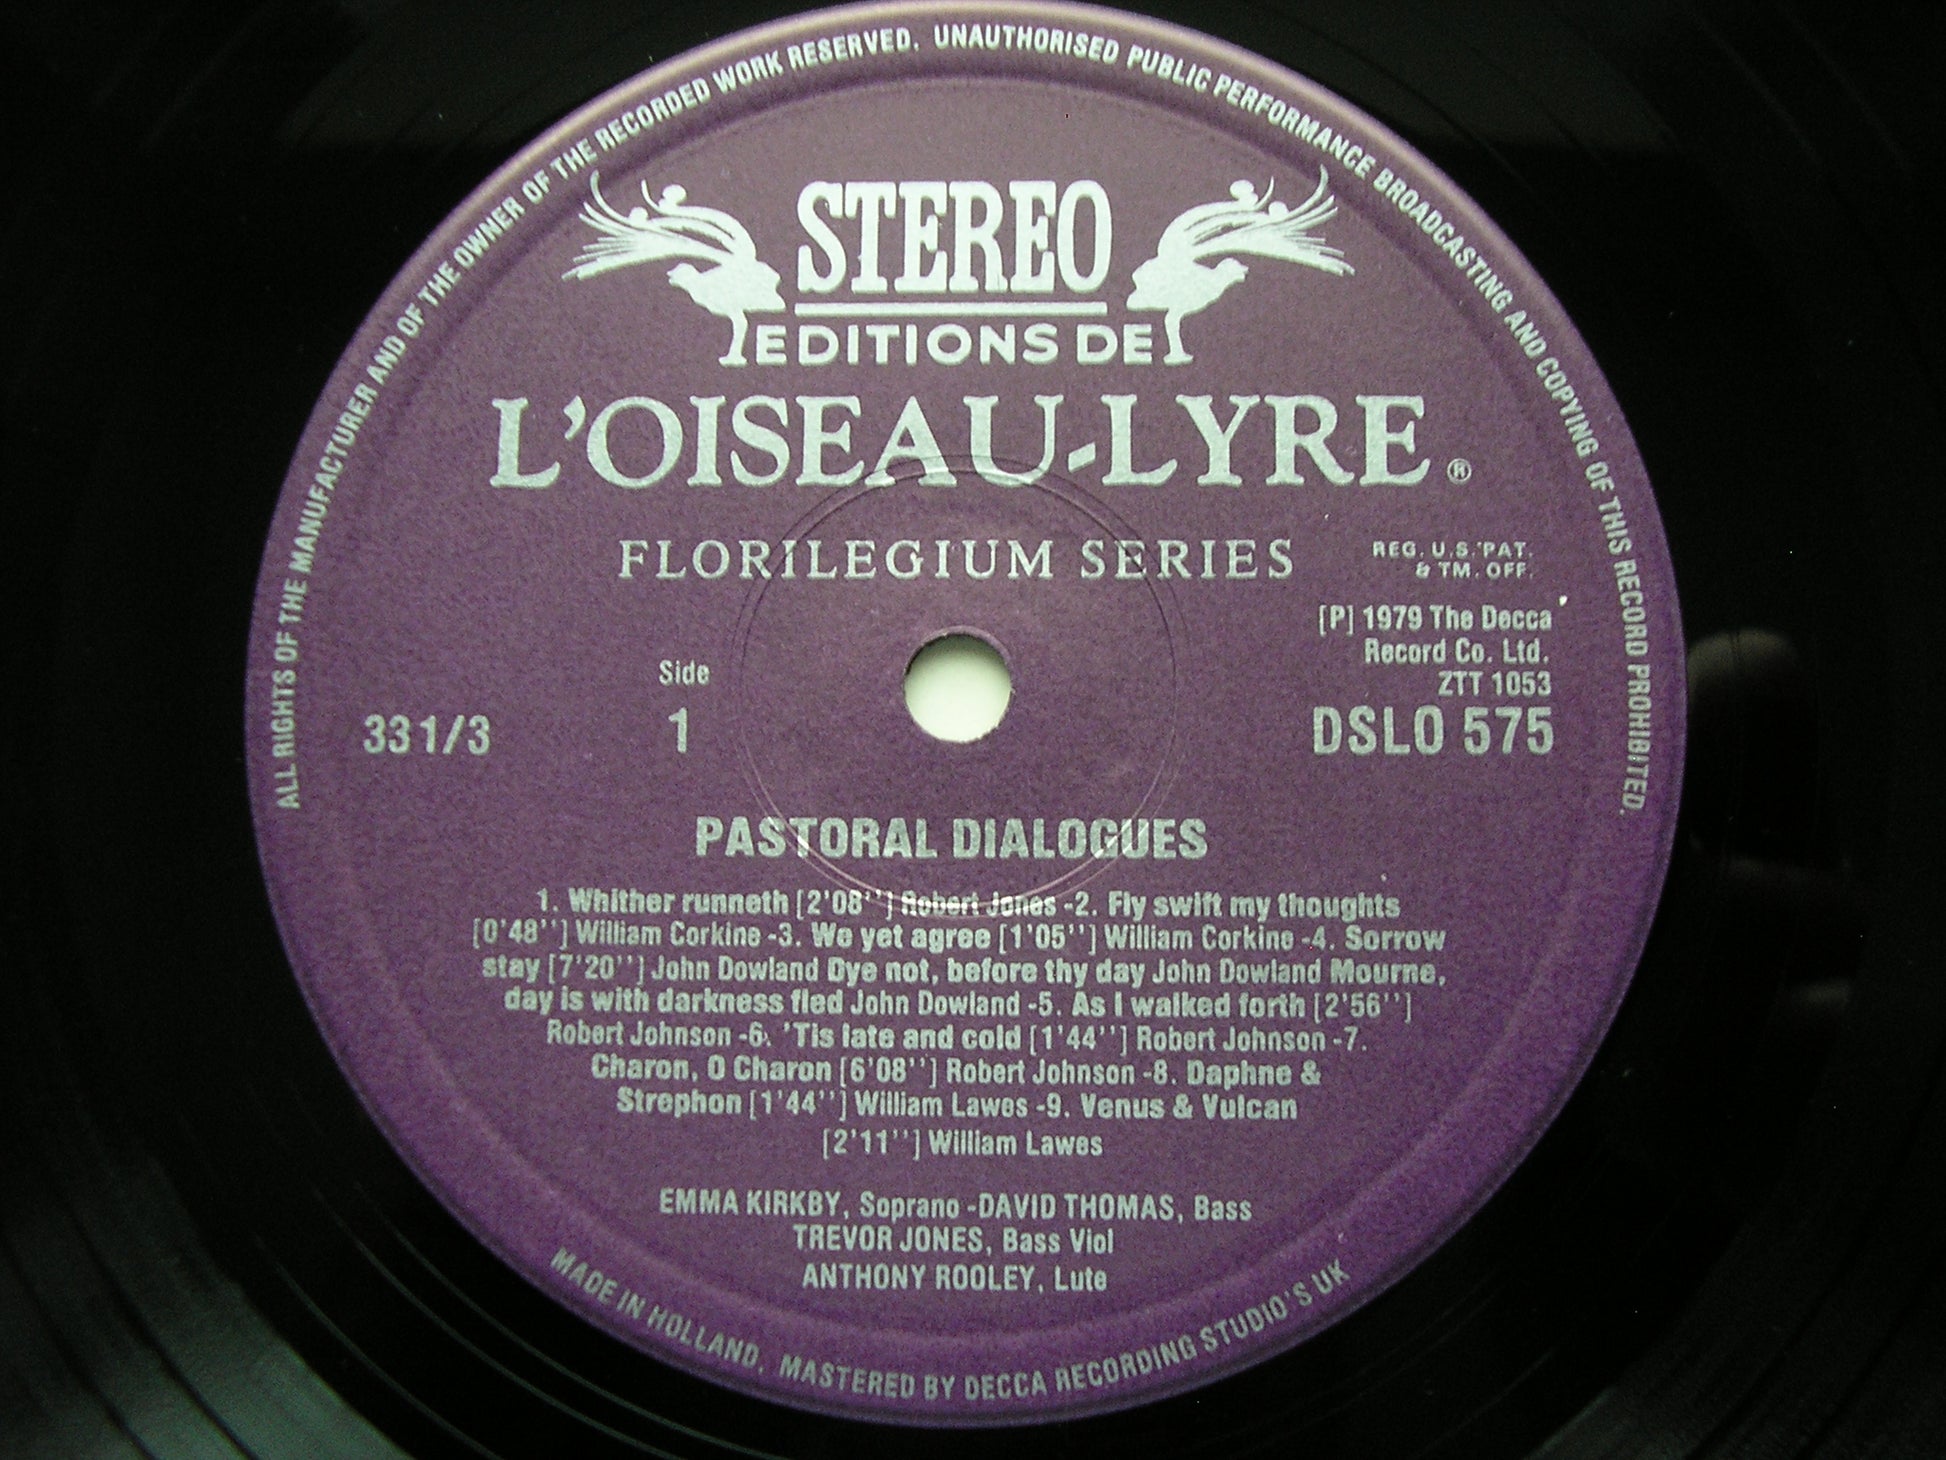 ALL RIGHTS OF THE MANUFACTURER AND OF THE OWNER OF THE RECORDED WORK RESERVED. UNAUTHORISED PUBLIC PERFORMANCE BROADCASTING AND COPYING OF THIS RECORD PROHIBITED.
STEREO
EDITIONS DE
L'OISEAU-LYRE ®
FLORILEGIUM SERIES
REG. U.S. PAT.
& TM. OFF.
[P] 1979 The Decca
Record Co. Ltd.
ZTT 1053
Side
33 1/3 1 DSLO 575
PASTORAL DIALOGUES
1. Whither runneth [2'08''] Robert Jones -2. Fly swift my thoughts
[0'48''] William Corkine -3. We yet agree [1'05''] William Corkine -4. Sorrow
stay [7'20''] John Dowland Dye not, before thy day John Dowland Mourne,
day is with darkness fled John Dowland -5. As I walked forth [2'56'']
Robert Johnson -6. 'Tis late and cold [1'44''] Robert Johnson -7.
Charon, O Charon [6'08''] Robert Johnson -8. Daphne &
Strephon [1'44''] William Lawes -9. Venus & Vulcan
[2'11''] William Lawes
EMMA KIRKBY, Soprano -DAVID THOMAS, Bass
TREVOR JONES, Bass Viol
ANTHONY ROOLEY, Lute
MADE IN HOLLAND. MASTERED BY DECCA RECORDING STUDIO'S UK